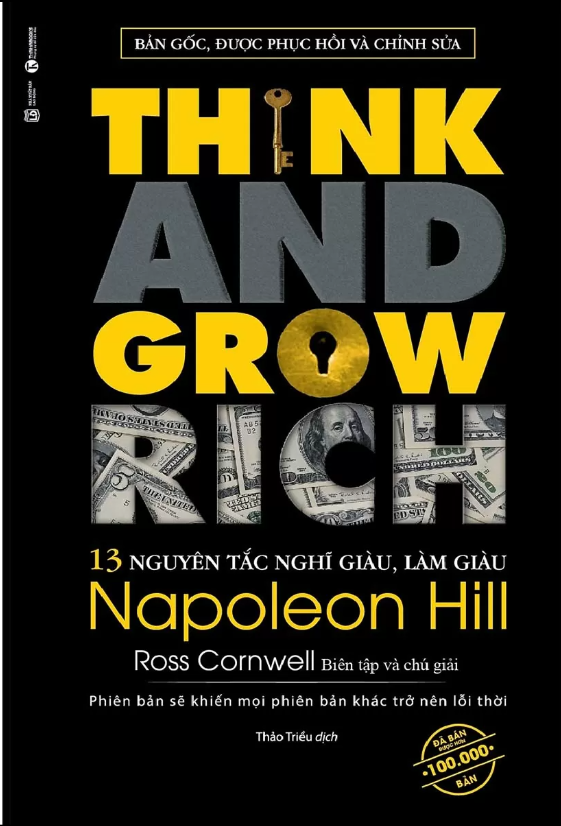 BẢN GỐC, ĐƯỢC PHỤC HỒI VÀ CHỈNH SỬA
THINK
AND
GROW
RICH
13 NGUYÊN TẮC NGHĨ GIÀU, LÀM GIÀU
Napoleon Hill
Ross Cornwell Biên tập và chú giải
Phiên bản sẽ khiến mọi phiên bản khác trở nên lỗi thời
Thảo Triều dịch
ĐÃ BÁN
ĐƯỢC HƠN
100.000
BẢN